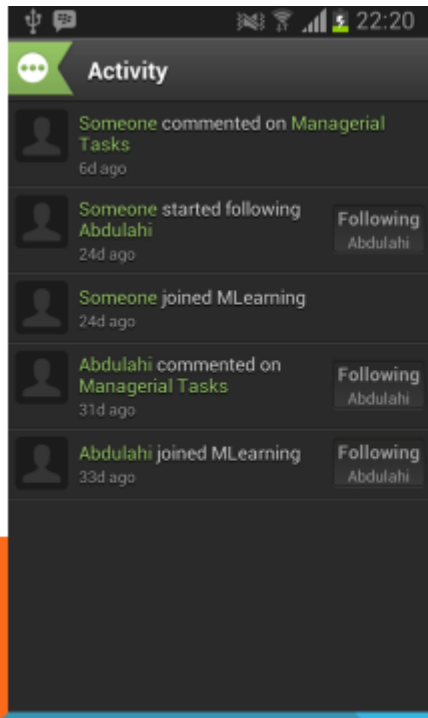 22:20
Activity
Someone commented on Managerial
Tasks
6d ago
Someone started following
Abdulahi
24d ago
Following
Abdulahi
Someone joined MLearning
24d ago
Abdulahi commented on
Managerial Tasks
31d ago
Following
Abdulahi
Abdulahi joined MLearning
33d ago
Following
Abdulahi